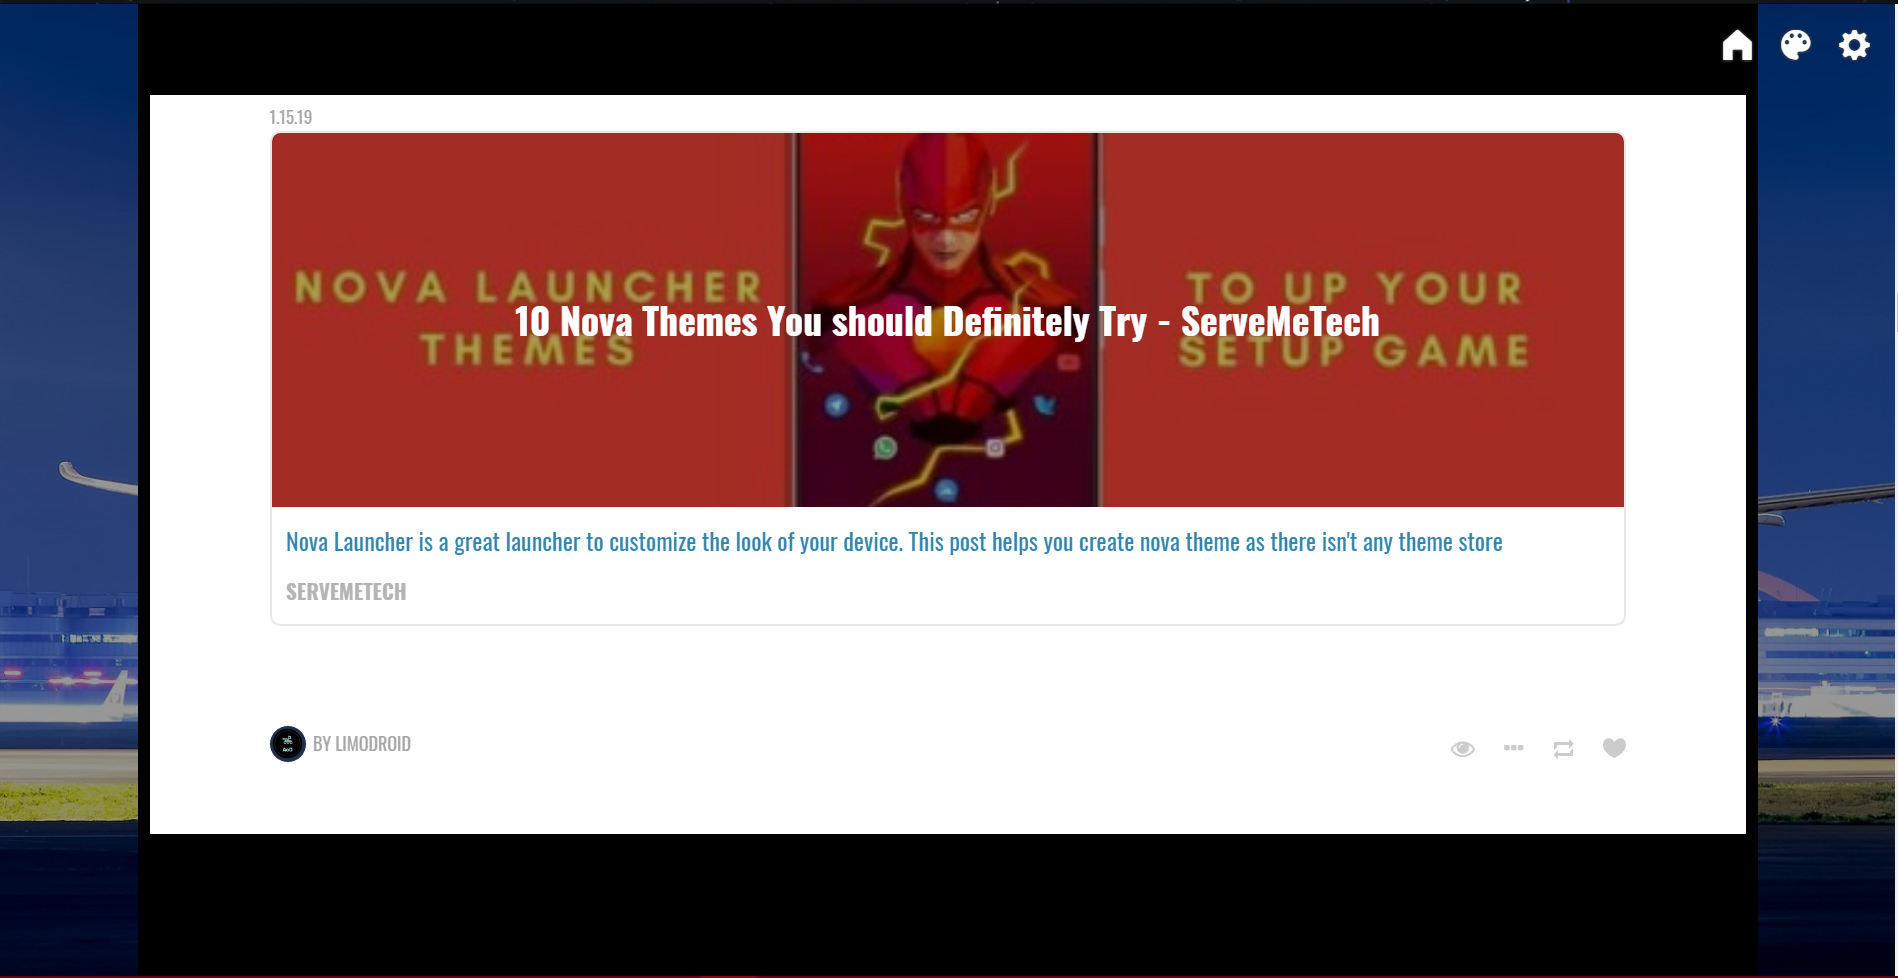 1.15.19
NOVA LAUNCHER
THEMES
TO UP YOUR
SETUP GAME
10 Nova Themes You should Definitely Try - ServeMeTech
Nova Launcher is a great launcher to customize the look of your device. This post helps you create nova theme as there isn't any theme store
SERVEMETECH
BY LIMODROID